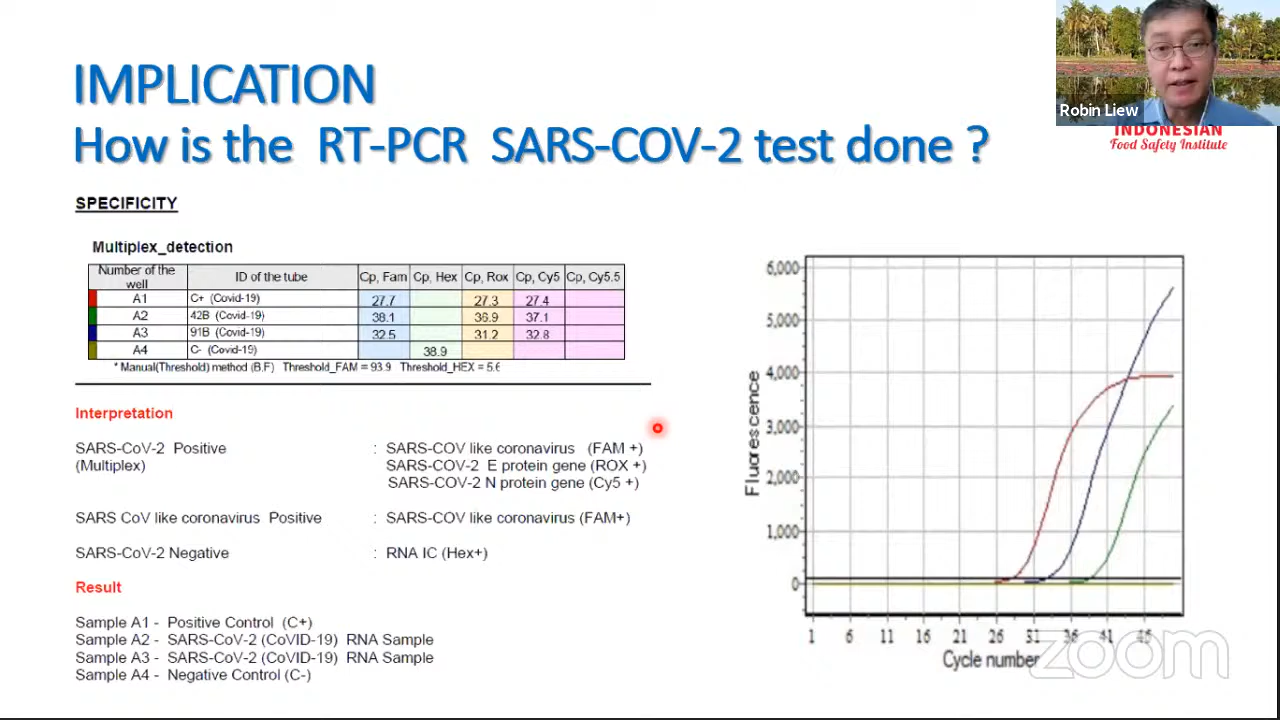 IMPLICATION
How is the RT-PCR SARS-COV-2 test done ?
Robin Liew
INDONESIAN
Food Safety Institute
SPECIFICITY
Multiplex_detection
Number of the well ID of the tube Cp, Fam Cp, Hex Cp, Rox Cp, Cy5 Cp, Cy5.5
A1 C+ (Covid-19) 27.7 27.3 27.4
A2 42B (Covid-19) 38.1 36.9 37.1
A3 91B (Covid-19) 32.5 31.2 32.8
A4 C- (Covid-19) 38.9
* Manual(Threshold) method (B,F) Threshold_FAM = 93.9 Threshold_HEX = 5.6
Interpretation
SARS-CoV-2 Positive : SARS-COV like coronavirus (FAM +)
(Multiplex) SARS-COV-2 E protein gene (ROX +)
SARS-COV-2 N protein gene (Cy5 +)
SARS CoV like coronavirus Positive : SARS-COV like coronavirus (FAM+)
SARS-CoV-2 Negative : RNA IC (Hex+)
Result
Sample A1 - Positive Control (C+)
Sample A2 - SARS-CoV-2 (CoVID-19) RNA Sample
Sample A3 - SARS-CoV-2 (CoVID-19) RNA Sample
Sample A4 - Negative Control (C-)
Fluorescence
6,000
5,000
4,000
3,000
2,000
1,000
0
1 6 11 16 21 26 31 36 41 46
Cycle number
zoom